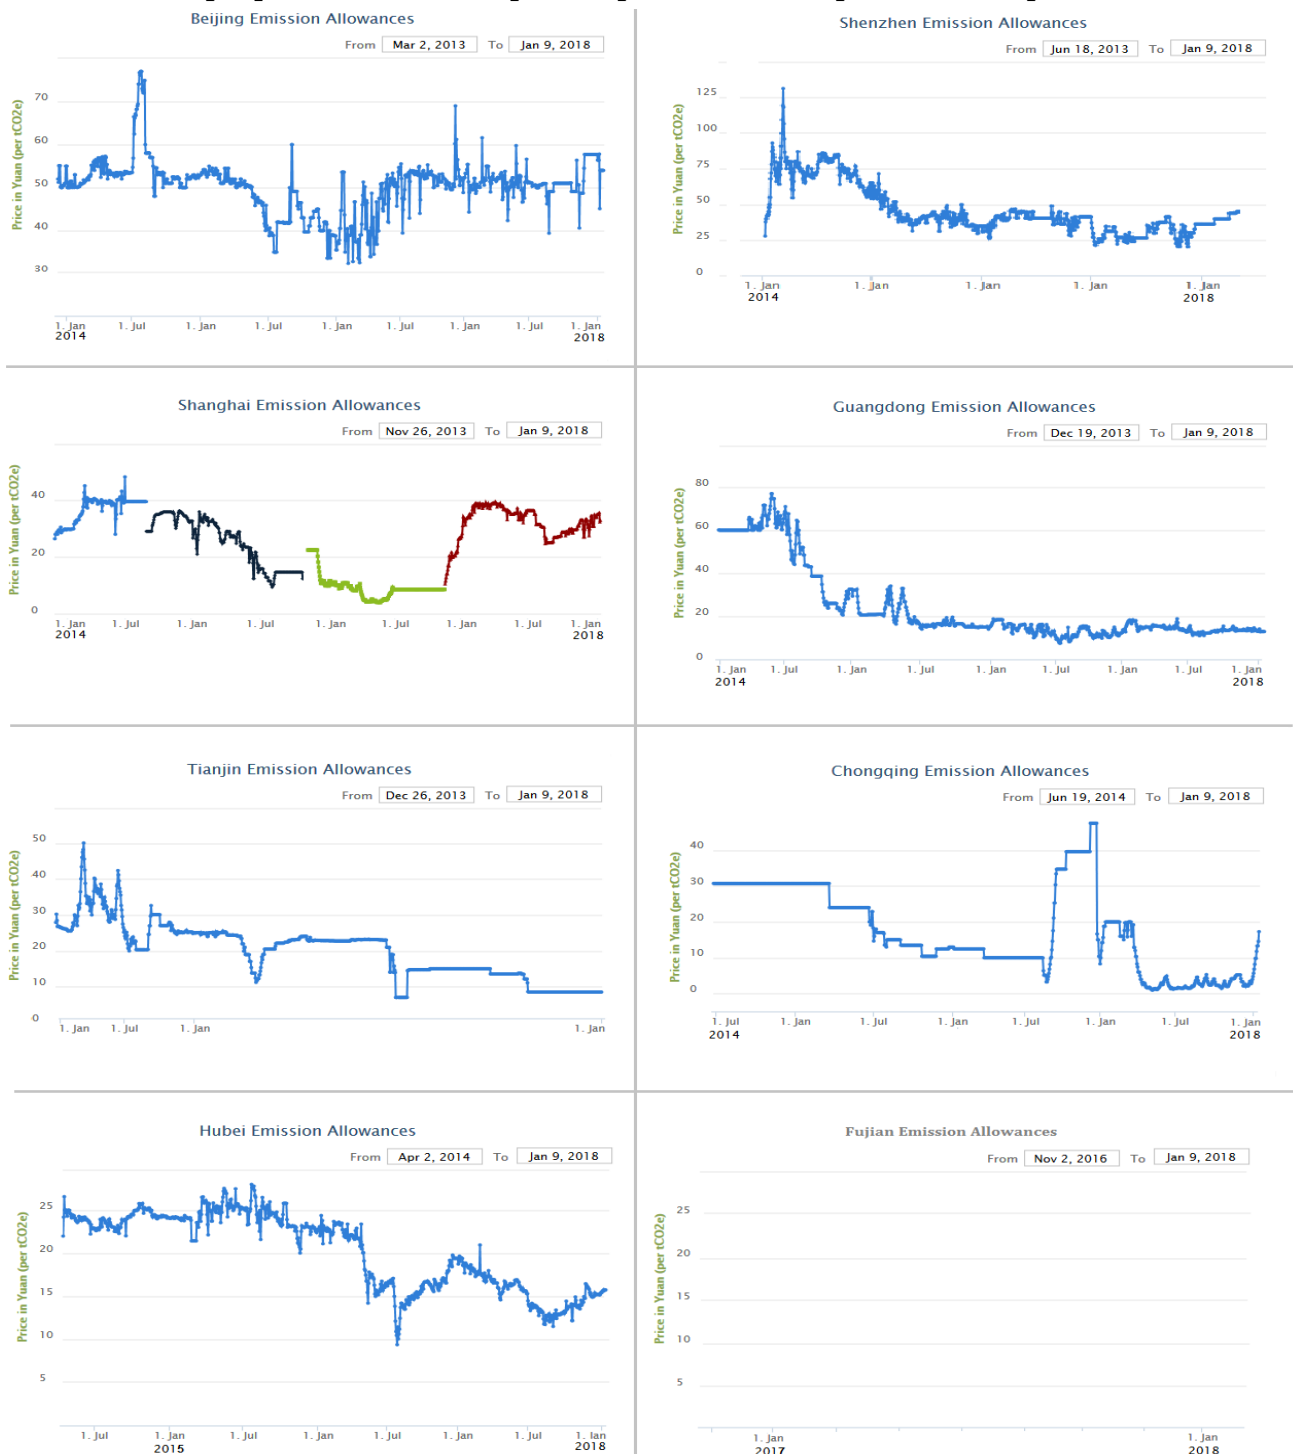 Beijing Emission Allowances
From Mar 2, 2013 To Jan 9, 2018
Price in Yuan (per tCO2e)
70
60
50
40
30
1. Jan 1. Jul 1. Jan 1. Jul 1. Jan 1. Jul 1. Jan 1. Jul 1. Jan
2014 2018
Shenzhen Emission Allowances
From Jun 18, 2013 To Jan 9, 2018
Price in Yuan (per tCO2e)
125
100
75
50
25
0
1. Jan 1. Jan 1. Jan 1. Jan 1. Jan
2014 2018
Shanghai Emission Allowances
From Nov 26, 2013 To Jan 9, 2018
Price in Yuan (per tCO2e)
40
20
0
1. Jan 1. Jul 1. Jan 1. Jul 1. Jan 1. Jul 1. Jan 1. Jul 1. Jan
2014 2018
Guangdong Emission Allowances
From Dec 19, 2013 To Jan 9, 2018
Price in Yuan (per tCO2e)
80
60
40
20
0
1. Jan 1. Jul 1. Jan 1. Jul 1. Jan 1. Jul 1. Jan 1. Jul 1. Jan
2014 2018
Tianjin Emission Allowances
From Dec 26, 2013 To Jan 9, 2018
Price in Yuan (per tCO2e)
50
40
30
20
10
0
1. Jan 1. Jul 1. Jan 1. Jan
Chongqing Emission Allowances
From Jun 19, 2014 To Jan 9, 2018
Price in Yuan (per tCO2e)
40
30
20
10
0
1. Jul 1. Jan 1. Jul 1. Jan 1. Jul 1. Jan 1. Jul 1. Jan
2014 2018
Hubei Emission Allowances
From Apr 2, 2014 To Jan 9, 2018
Price in Yuan (per tCO2e)
25
20
15
10
5
1. Jul 1. Jan 1. Jul 1. Jan 1. Jul 1. Jan 1. Jul 1. Jan
2015 2018
Fujian Emission Allowances
From Nov 2, 2016 To Jan 9, 2018
Price in Yuan (per tCO2e)
25
20
15
10
5
1. Jan 1. Jan
2017 2018